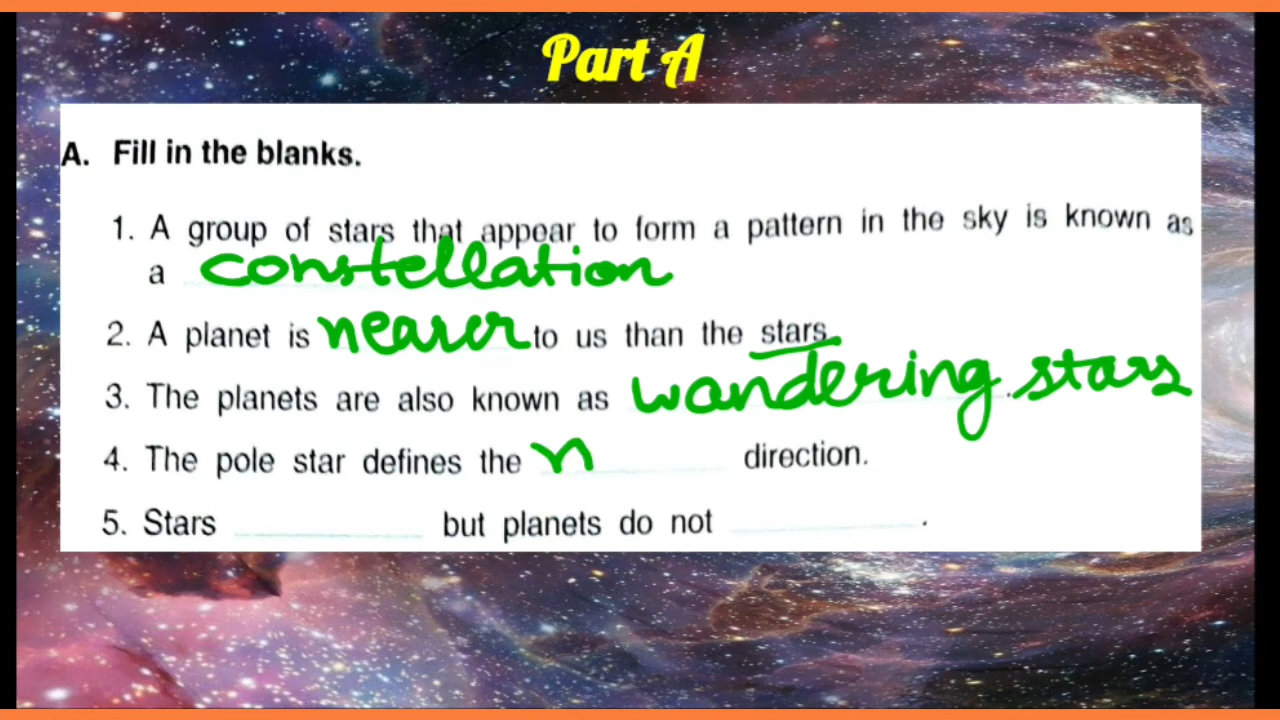 Part A
A. Fill in the blanks.
1. A group of stars that appear to form a pattern in the sky is known as
a constellation
2. A planet is nearer to us than the stars.
3. The planets are also known as wandering stars
4. The pole star defines the n direction.
5. Stars but planets do not .